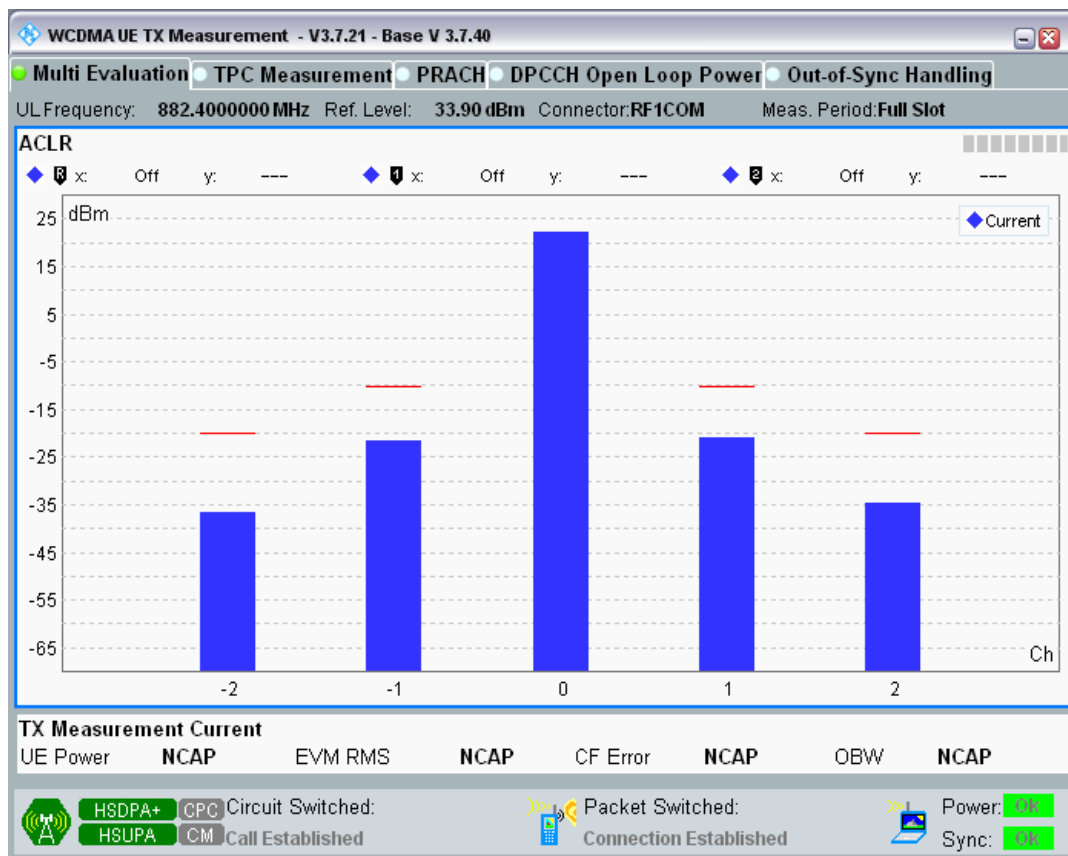 WCDMA UE TX Measurement - V3.7.21 - Base V 3.7.40
Multi Evaluation TPC Measurement PRACH DPCCH Open Loop Power Out-of-Sync Handling
UL Frequency: 882.4000000 MHz Ref. Level: 33.90 dBm Connector:RF1COM Meas. Period:Full Slot
ACLR
R x: Off y: --- 1 x: Off y: --- 2 x: Off y: ---
dBm
Current
25
15
5
-5
-15
-25
-35
-45
-55
-65
Ch
-2 -1 0 1 2
TX Measurement Current
UE Power NCAP EVM RMS NCAP CF Error NCAP OBW NCAP
HSDPA+ CPC Circuit Switched: Packet Switched: Power: OK
HSUPA CM Call Established Connection Established Sync: OK